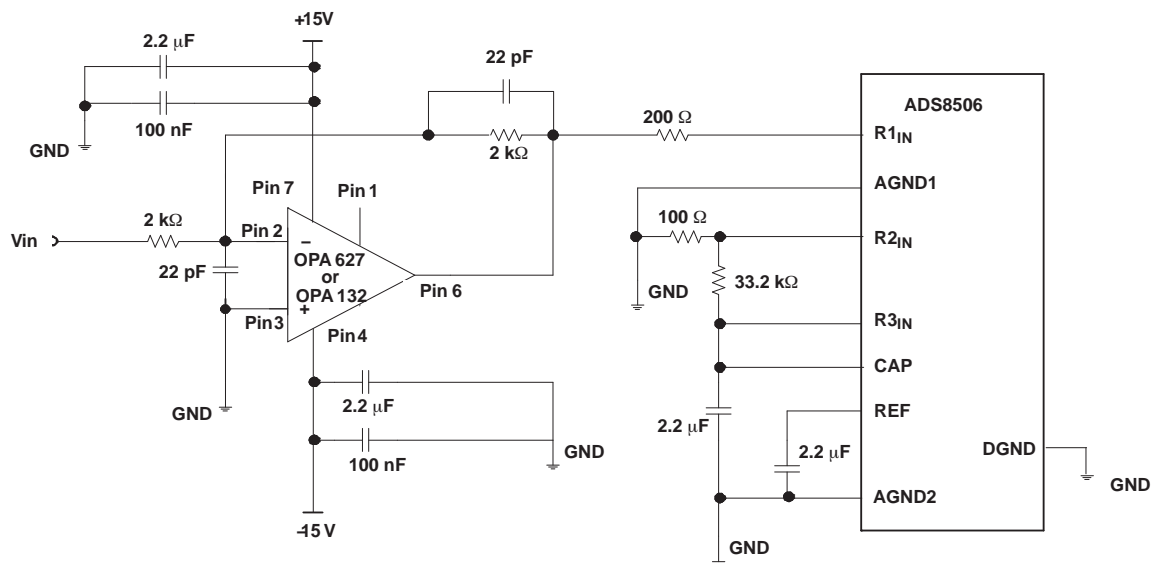 +15V
2.2 μF
100 nF
GND
22 pF
2 kΩ
200 Ω
ADS8506
R1IN
AGND1
Pin 7
Pin 1
Vin
2 kΩ
Pin 2
–
OPA 627
or
OPA 132
+
22 pF
Pin3
Pin 6
Pin4
GND
100 Ω
R2IN
GND
33.2 kΩ
R3IN
CAP
2.2 μF
REF
2.2 μF
2.2 μF
100 nF
GND
DGND
GND
AGND2
–15 V
GND